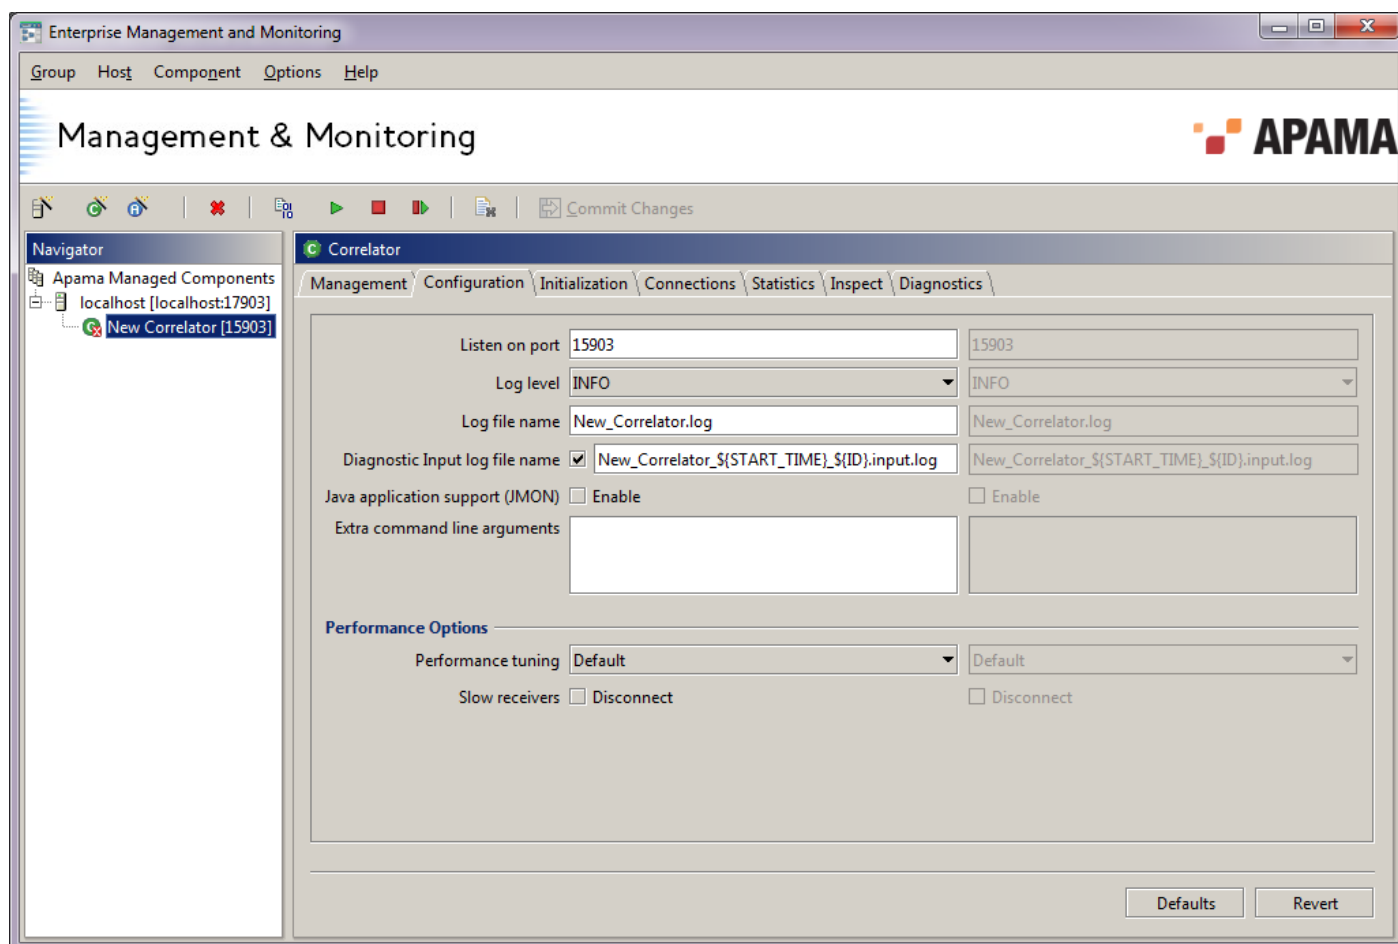 Enterprise Management and Monitoring
Group Host Component Options Help
Management & Monitoring
APAMA
Commit Changes
Navigator
Apama Managed Components
localhost [localhost:17903]
New Correlator [15903]
Correlator
Management Configuration Initialization Connections Statistics Inspect Diagnostics
Listen on port 15903 15903
Log level INFO INFO
Log file name New_Correlator.log New_Correlator.log
Diagnostic Input log file name New_Correlator_${START_TIME}_${ID}.input.log New_Correlator_${START_TIME}_${ID}.input.log
Java application support (JMON) Enable Enable
Extra command line arguments
Performance Options
Performance tuning Default Default
Slow receivers Disconnect Disconnect
Defaults Revert